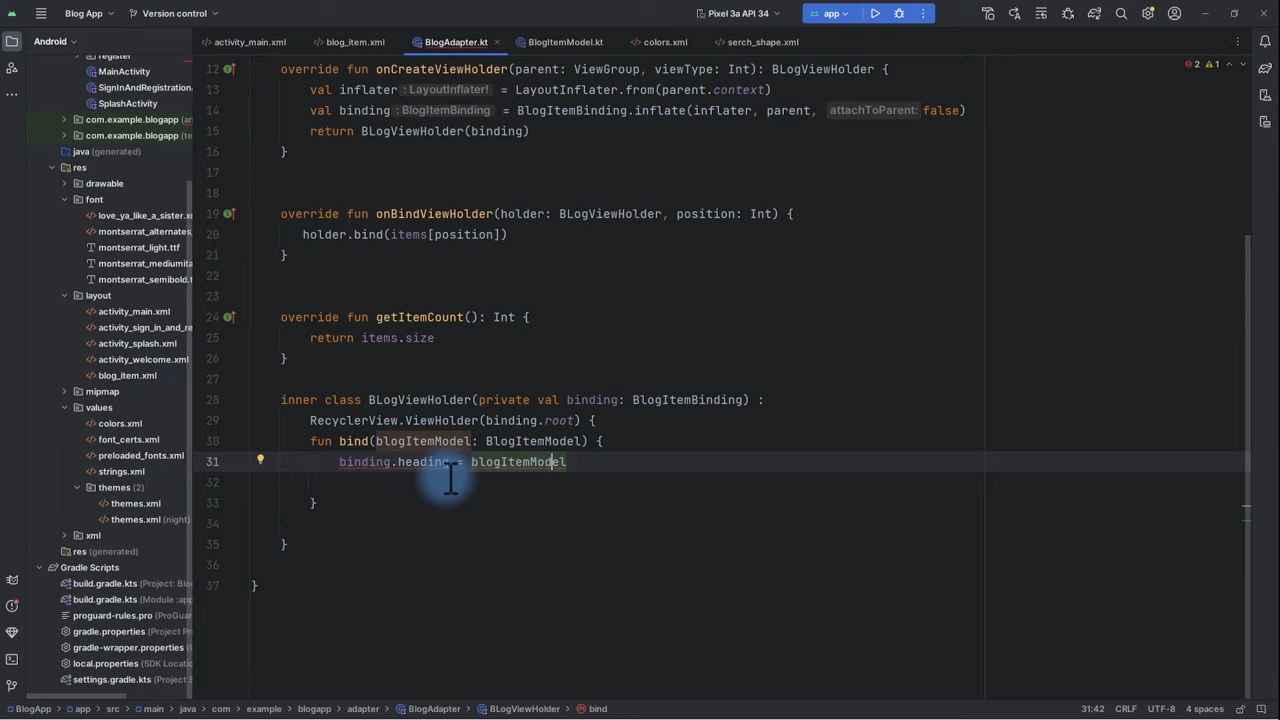 Blog App
Version control
Pixel 3a API 34
app
Android
activity_main.xml
blog_item.xml
BlogAdapter.kt
BlogItemModel.kt
colors.xml
serch_shape.xml
MainActivity
SignInAndRegistration
SplashActivity
com.example.blogapp (an
com.example.blogapp (te
java (generated)
res
drawable
font
love_ya_like_a_sister.x
montserrat_alternates_
montserrat_light.ttf
montserrat_mediumita
montserrat_semibold.t
layout
activity_main.xml
activity_sign_in_and_re
activity_splash.xml
activity_welcome.xml
blog_item.xml
mipmap
values
colors.xml
font_certs.xml
preloaded_fonts.xml
strings.xml
themes (2)
themes.xml
themes.xml (night)
xml
res (generated)
Gradle Scripts
build.gradle.kts (Project: Blo
build.gradle.kts (Module :app
proguard-rules.pro (ProGua
gradle.properties (Project Pr
gradle-wrapper.properties (
local.properties (SDK Locati
settings.gradle.kts (Project
2 1
12 override fun onCreateViewHolder(parent: ViewGroup, viewType: Int): BLogViewHolder {
13 val inflater :LayoutInflater! = LayoutInflater.from(parent.context)
14 val binding :BlogItemBinding = BlogItemBinding.inflate(inflater, parent, attachToParent: false)
15 return BLogViewHolder(binding)
16 }
17
18
19 override fun onBindViewHolder(holder: BLogViewHolder, position: Int) {
20 holder.bind(items[position])
21 }
22
23
24 override fun getItemCount(): Int {
25 return items.size
26 }
27
28 inner class BLogViewHolder(private val binding: BlogItemBinding) :
29 RecyclerView.ViewHolder(binding.root) {
30 fun bind(blogItemModel: BlogItemModel) {
31 binding.heading = blogItemModel
32
33 }
34
35 }
36
37 }
BlogApp > app > src > main > java > com > example > blogapp > adapter > BlogAdapter > BLogViewHolder > bind
31:42 CRLF UTF-8 4 spaces